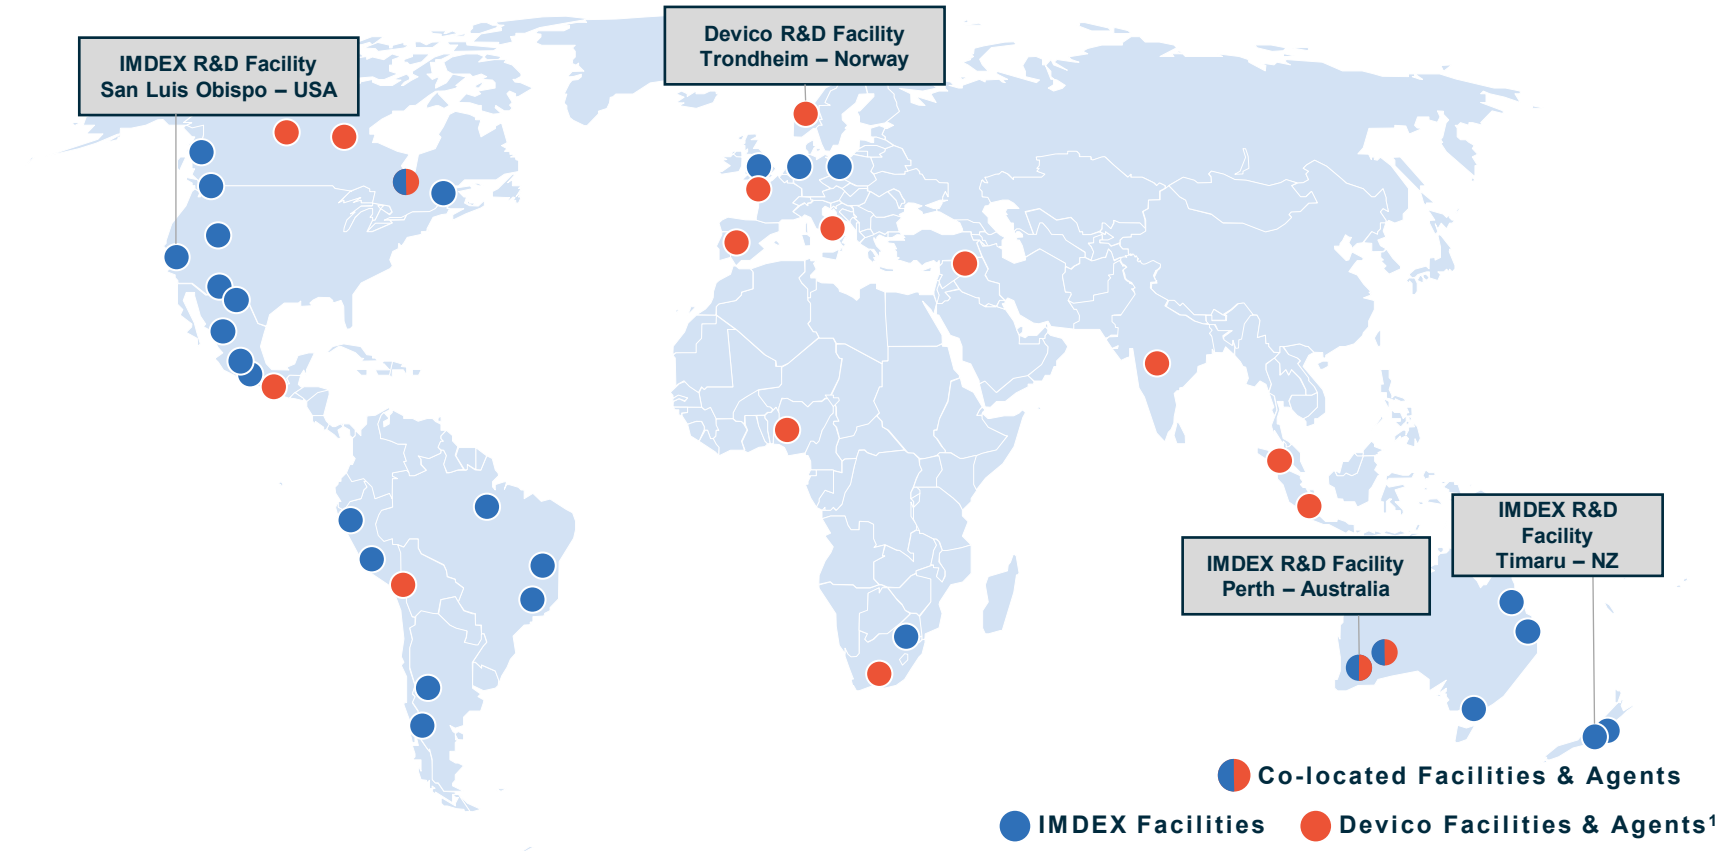 IMDEX R&D Facility
San Luis Obispo – USA
Devico R&D Facility
Trondheim – Norway
IMDEX R&D
Facility
Timaru – NZ
IMDEX R&D Facility
Perth – Australia
Co-located Facilities & Agents
IMDEX Facilities
Devico Facilities & Agents¹